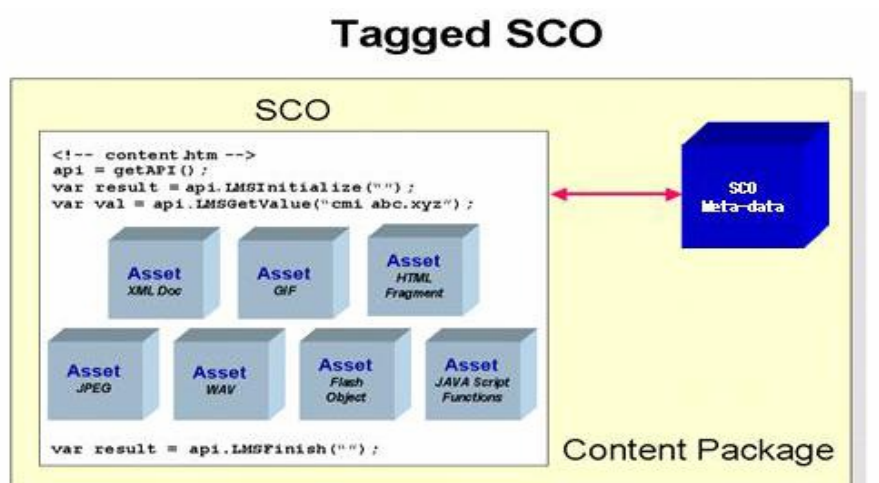 Tagged SCO
SCO
<!-- content.htm -->
api = getAPI();
var result = api.LMSInitialize("");
var val = api.LMSGetValue("cmi abc.xyz");
SCO
Meta-data
Asset
XML Doc
Asset
GIF
Asset
HTML
Fragment
Asset
JPEG
Asset
WAV
Asset
Flash
Object
Asset
JAVA Script
Functions
var result = api.LMSFinish("");
Content Package